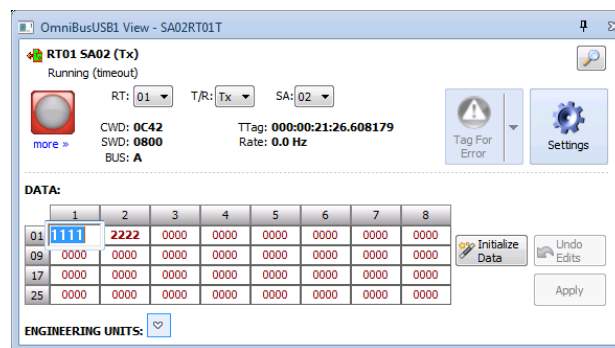 OmniBusUSB1 View - SA02RT01T
RT01 SA02 (Tx)
Running (timeout)
RT: 01 T/R: Tx SA: 02
CWD: 0C42 TTag: 000:00:21:26.608179
SWD: 0800 Rate: 0.0 Hz
BUS: A
more »
Tag For Error
Settings
DATA:
1 2 3 4 5 6 7 8
01 1111 2222 0000 0000 0000 0000 0000 0000
09 0000 0000 0000 0000 0000 0000 0000 0000
17 0000 0000 0000 0000 0000 0000 0000 0000
25 0000 0000 0000 0000 0000 0000 0000 0000
Initialize Data
Undo Edits
Apply
ENGINEERING UNITS: